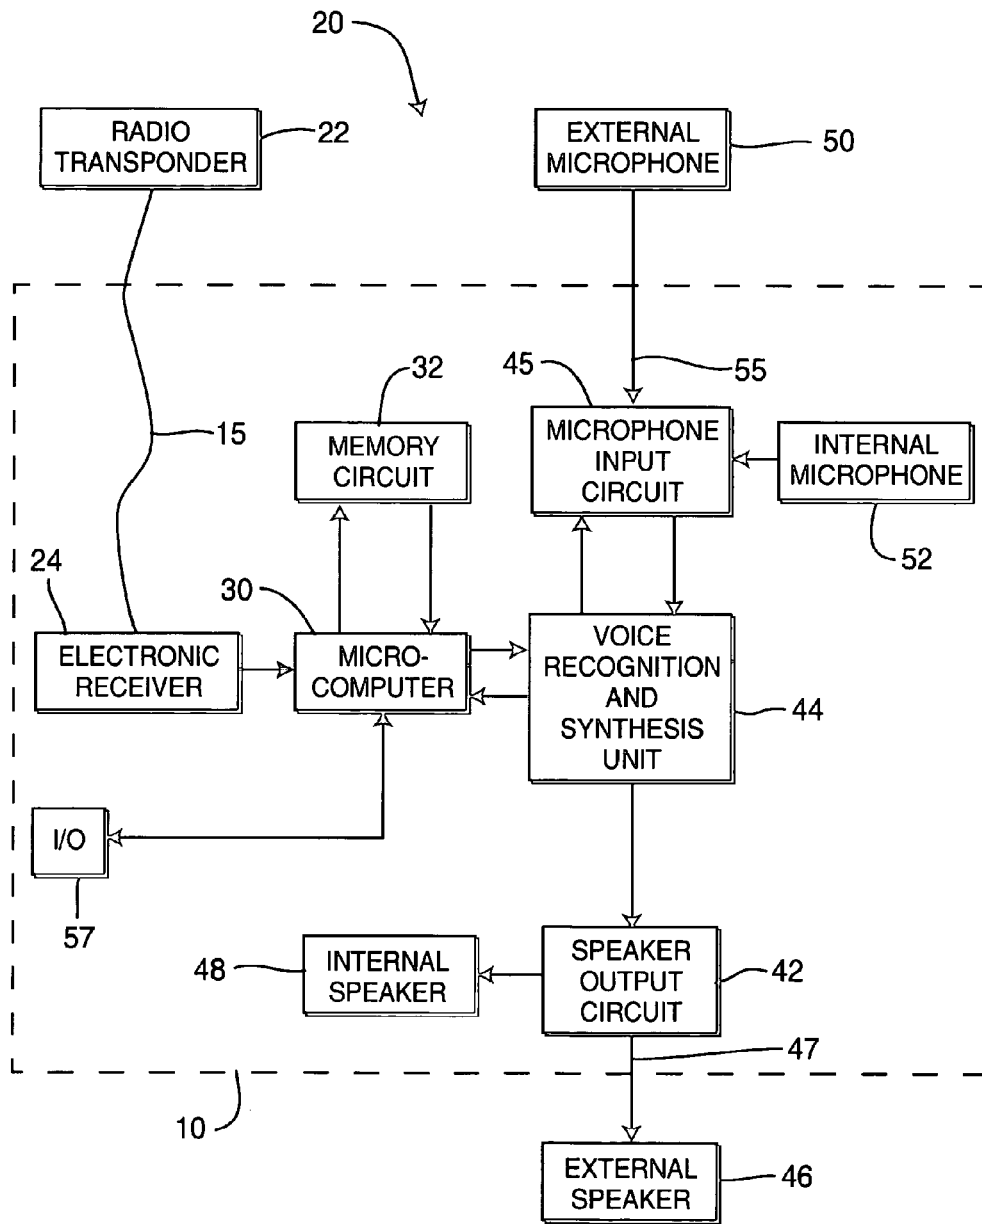 20
RADIO
TRANSPONDER
22
EXTERNAL
MICROPHONE
50
55
45
32
MICROPHONE
INPUT
CIRCUIT
INTERNAL
MICROPHONE
52
MEMORY
CIRCUIT
15
24
30
ELECTRONIC
RECEIVER
MICRO-
COMPUTER
VOICE
RECOGNITION
AND
SYNTHESIS
UNIT
44
I/O
57
48
INTERNAL
SPEAKER
SPEAKER
OUTPUT
CIRCUIT
42
47
10
EXTERNAL
SPEAKER
46